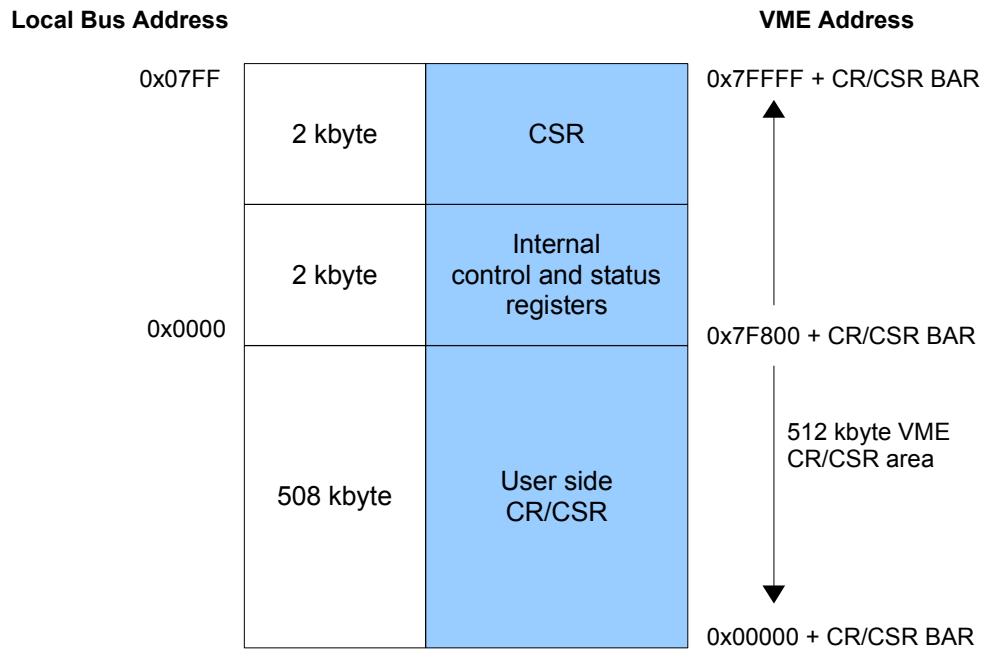 Local Bus Address
VME Address
0x07FF
0x7FFFF + CR/CSR BAR
2 kbyte
CSR
2 kbyte
Internal
control and status
registers
0x0000
0x7F800 + CR/CSR BAR
512 kbyte VME
CR/CSR area
508 kbyte
User side
CR/CSR
0x00000 + CR/CSR BAR